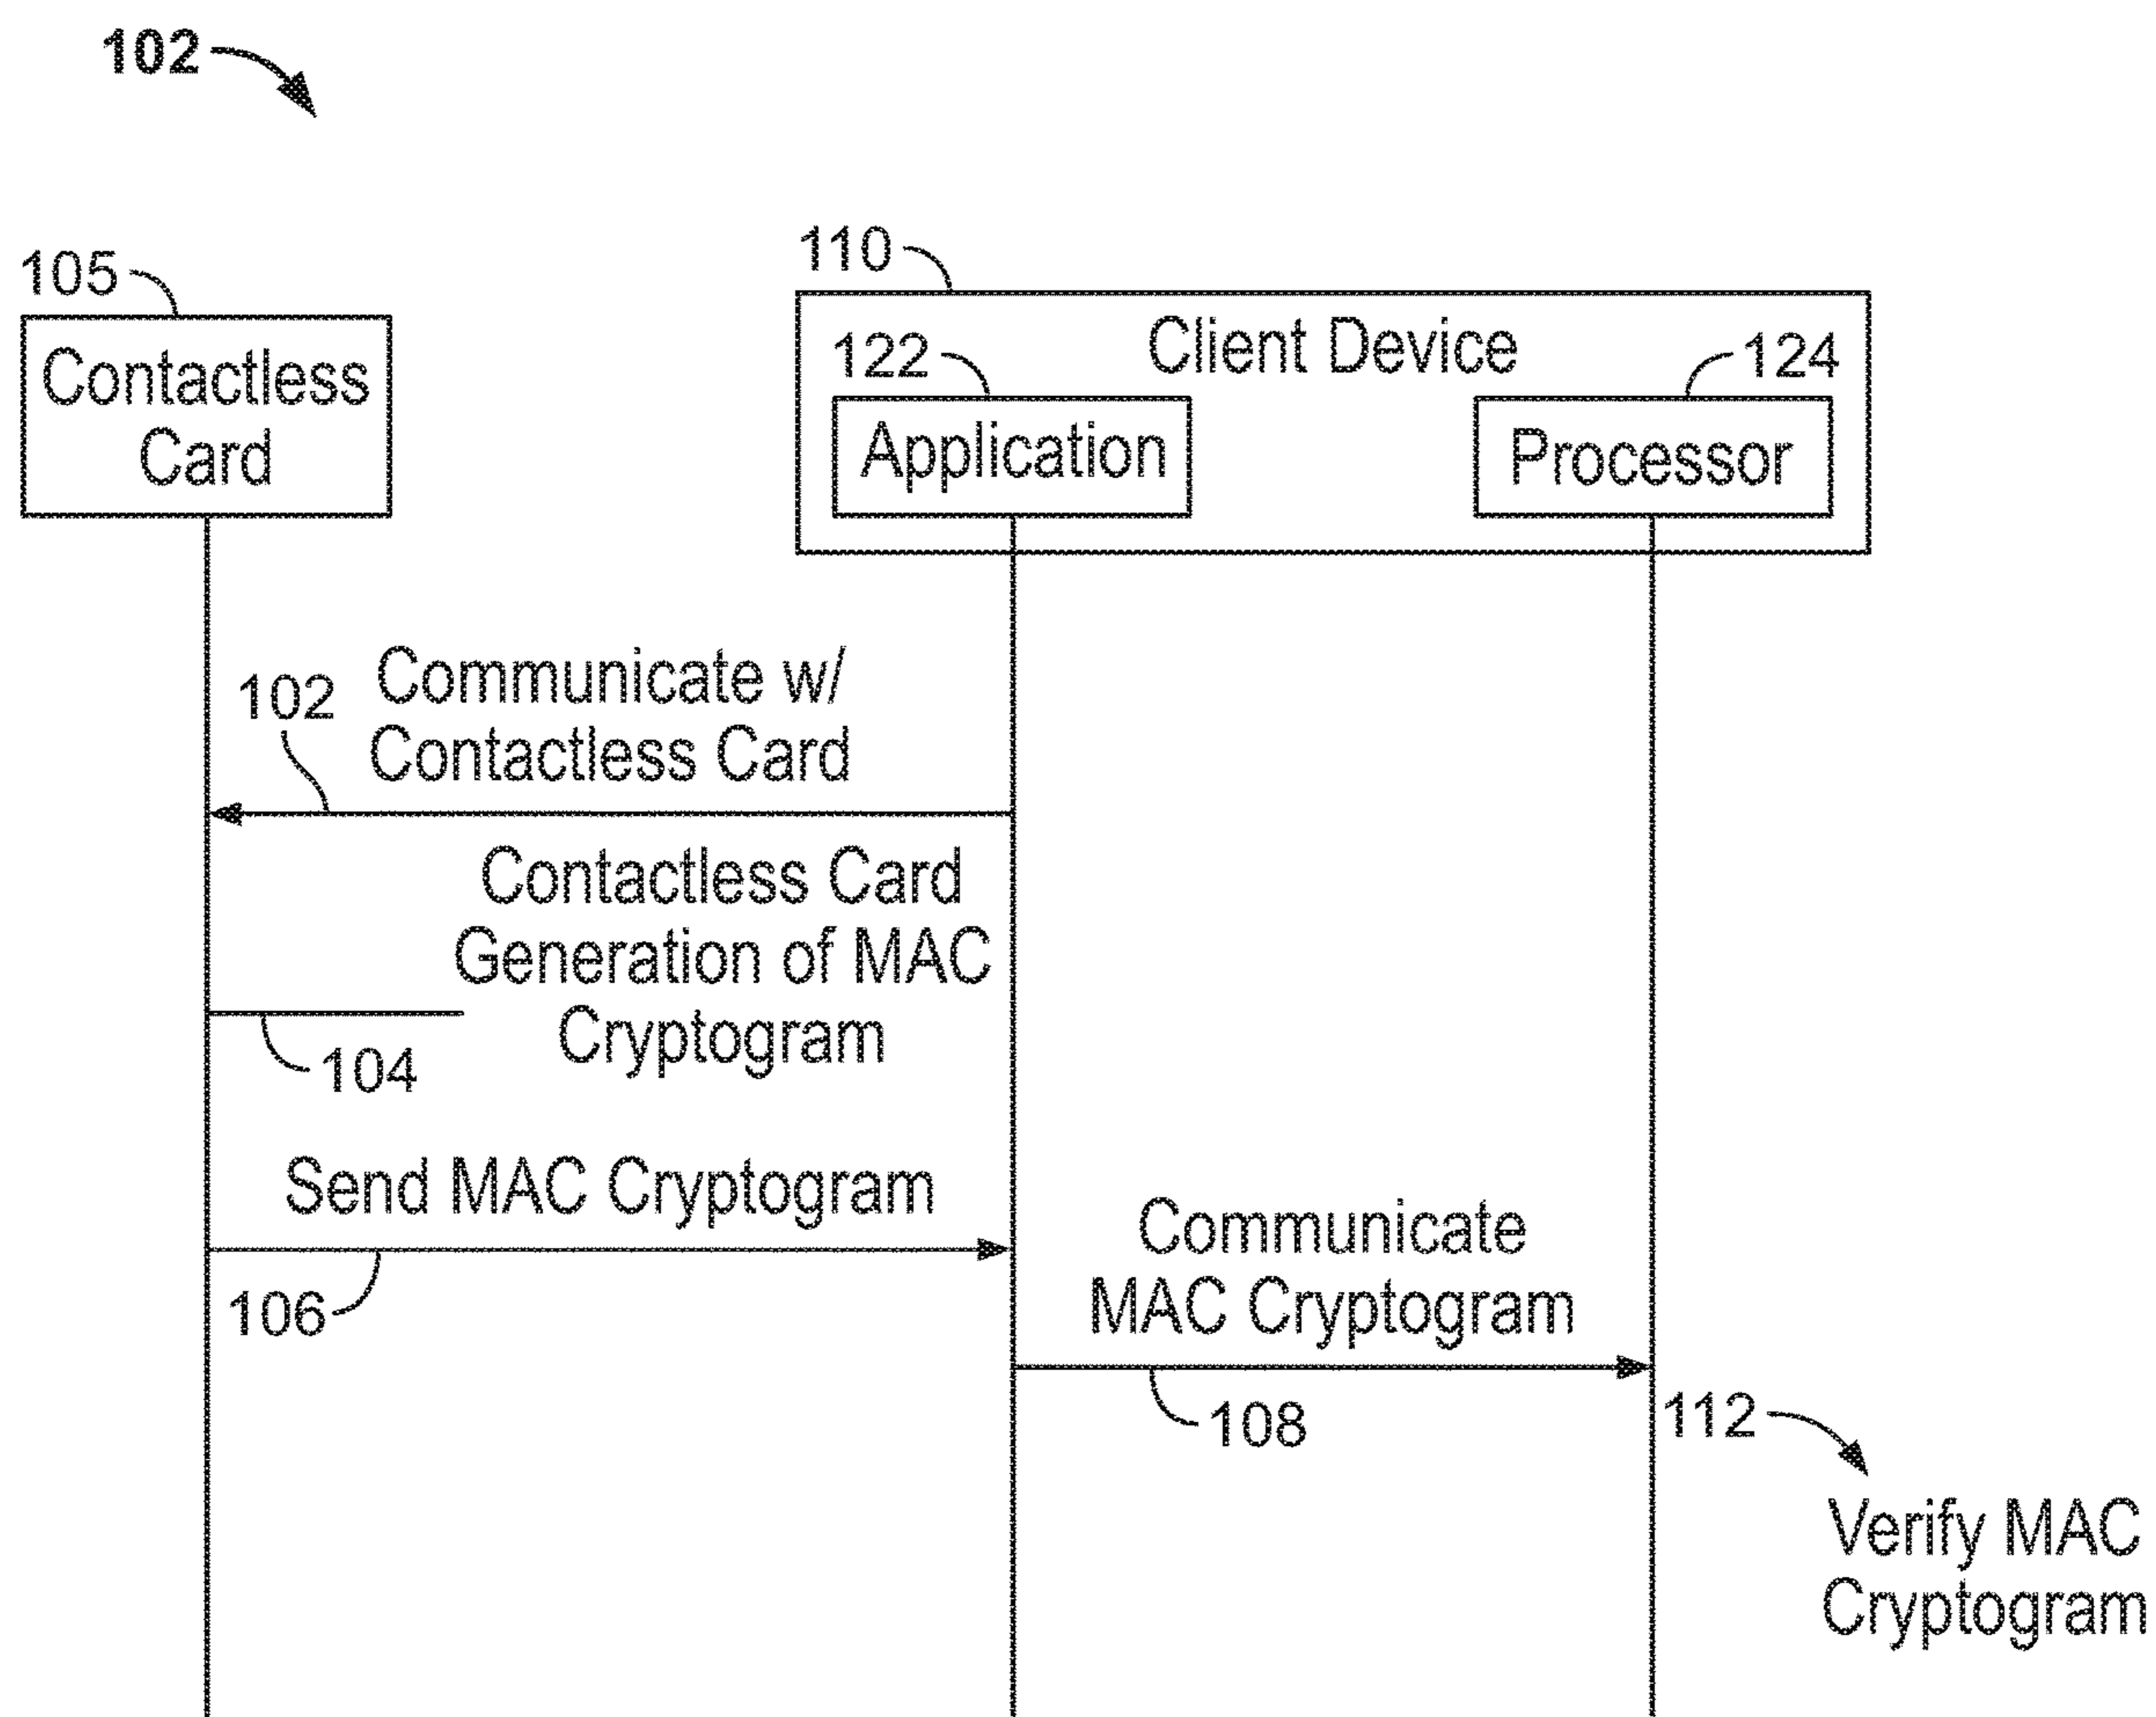 102
105
Contactless
Card
110
Client Device
122
124
Application
Processor
102
Communicate w/
Contactless Card
Contactless Card
Generation of MAC
Cryptogram
104
Send MAC Cryptogram
106
Communicate
MAC Cryptogram
108
112
Verify MAC
Cryptogram